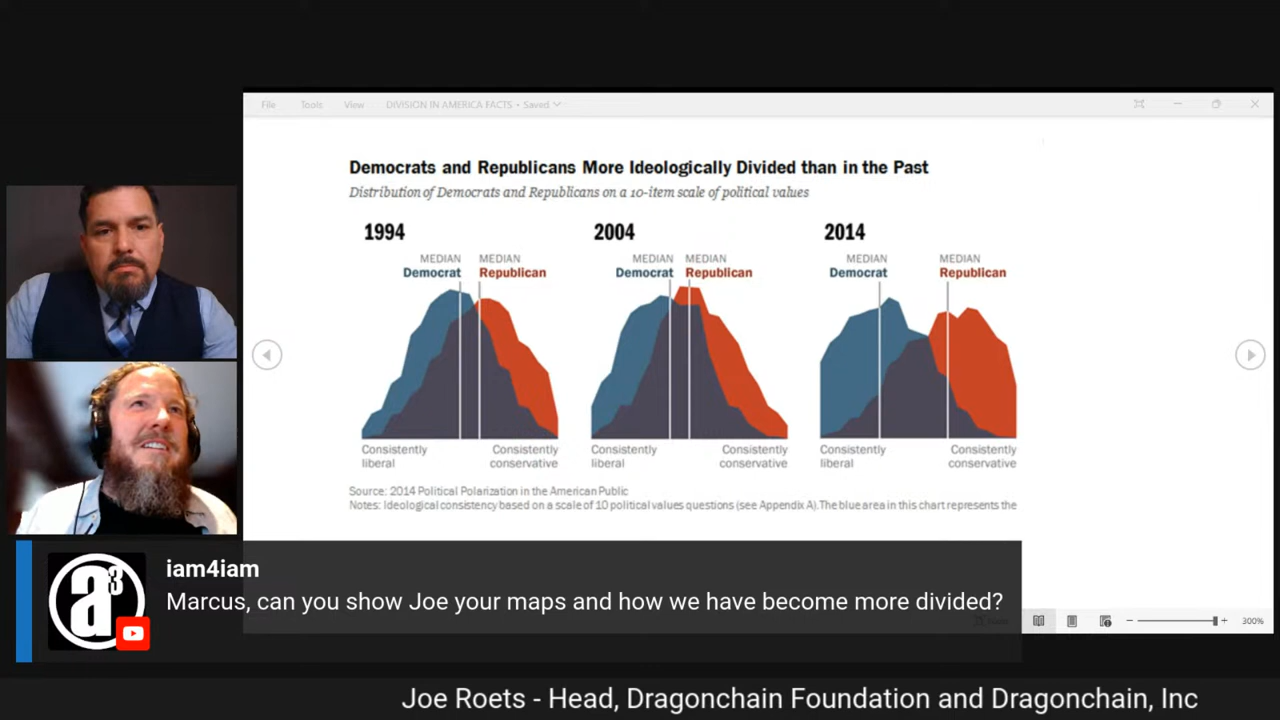 File Tools View DIVISION IN AMERICA FACTS • Saved
Democrats and Republicans More Ideologically Divided than in the Past
Distribution of Democrats and Republicans on a 10-item scale of political values
1994
MEDIAN Democrat
MEDIAN Republican
Consistently liberal
Consistently conservative
2004
MEDIAN Democrat
MEDIAN Republican
Consistently liberal
Consistently conservative
2014
MEDIAN Democrat
MEDIAN Republican
Consistently liberal
Consistently conservative
Source: 2014 Political Polarization in the American Public
Notes: Ideological consistency based on a scale of 10 political values questions (see Appendix A). The blue area in this chart represents the
300%
a3
iam4iam
Marcus, can you show Joe your maps and how we have become more divided?
Joe Roets - Head, Dragonchain Foundation and Dragonchain, Inc